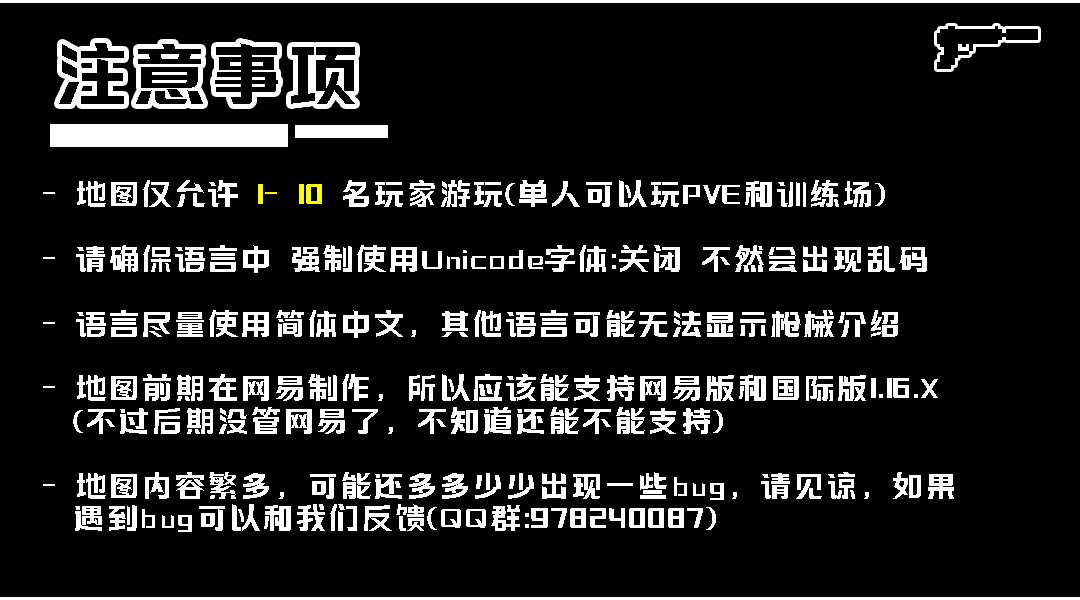 注意事项
- 地图仅允许 1- 10 名玩家游玩(单人可以玩PVE和训练场)
- 请确保语言中 强制使用Unicode字体:关闭 不然会出现乱码
- 语言尽量使用简体中文，其他语言可能无法显示枪械介绍
- 地图前期在网易制作，所以应该能支持网易版和国际版1.16.X
(不过后期没管网易了，不知道还能不能支持)
- 地图内容繁多，可能还多多少少出现一些bug，请见谅，如果
遇到bug可以和我们反馈(QQ群:978240087)